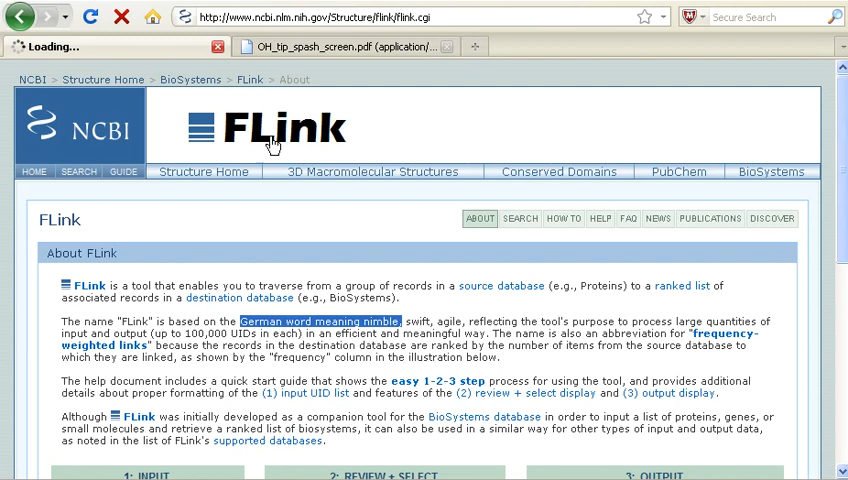 http://www.ncbi.nlm.nih.gov/Structure/flink/flink.cgi
Secure Search
Loading...
OH_tip_spash_screen.pdf (application/...
NCBI > Structure Home > BioSystems > FLink > About
NCBI
FLink
HOME SEARCH GUIDE Structure Home 3D Macromolecular Structures Conserved Domains PubChem BioSystems
FLink
ABOUT SEARCH HOW TO HELP FAQ NEWS PUBLICATIONS DISCOVER
About FLink
FLink is a tool that enables you to traverse from a group of records in a source database (e.g., Proteins) to a ranked list of
associated records in a destination database (e.g., BioSystems).
The name "FLink" is based on the German word meaning nimble, swift, agile, reflecting the tool's purpose to process large quantities of
input and output (up to 100,000 UIDs in each) in an efficient and meaningful way. The name is also an abbreviation for "frequency-
weighted links" because the records in the destination database are ranked by the number of items from the source database to
which they are linked, as shown by the "frequency" column in the illustration below.
The help document includes a quick start guide that shows the easy 1-2-3 step process for using the tool, and provides additional
details about proper formatting of the (1) input UID list and features of the (2) review + select display and (3) output display.
Although FLink was initially developed as a companion tool for the BioSystems database in order to input a list of proteins, genes, or
small molecules and retrieve a ranked list of biosystems, it can also be used in a similar way for other types of input and output data,
as noted in the list of FLink's supported databases.
1: INPUT 2: REVIEW + SELECT 3: OUTPUT